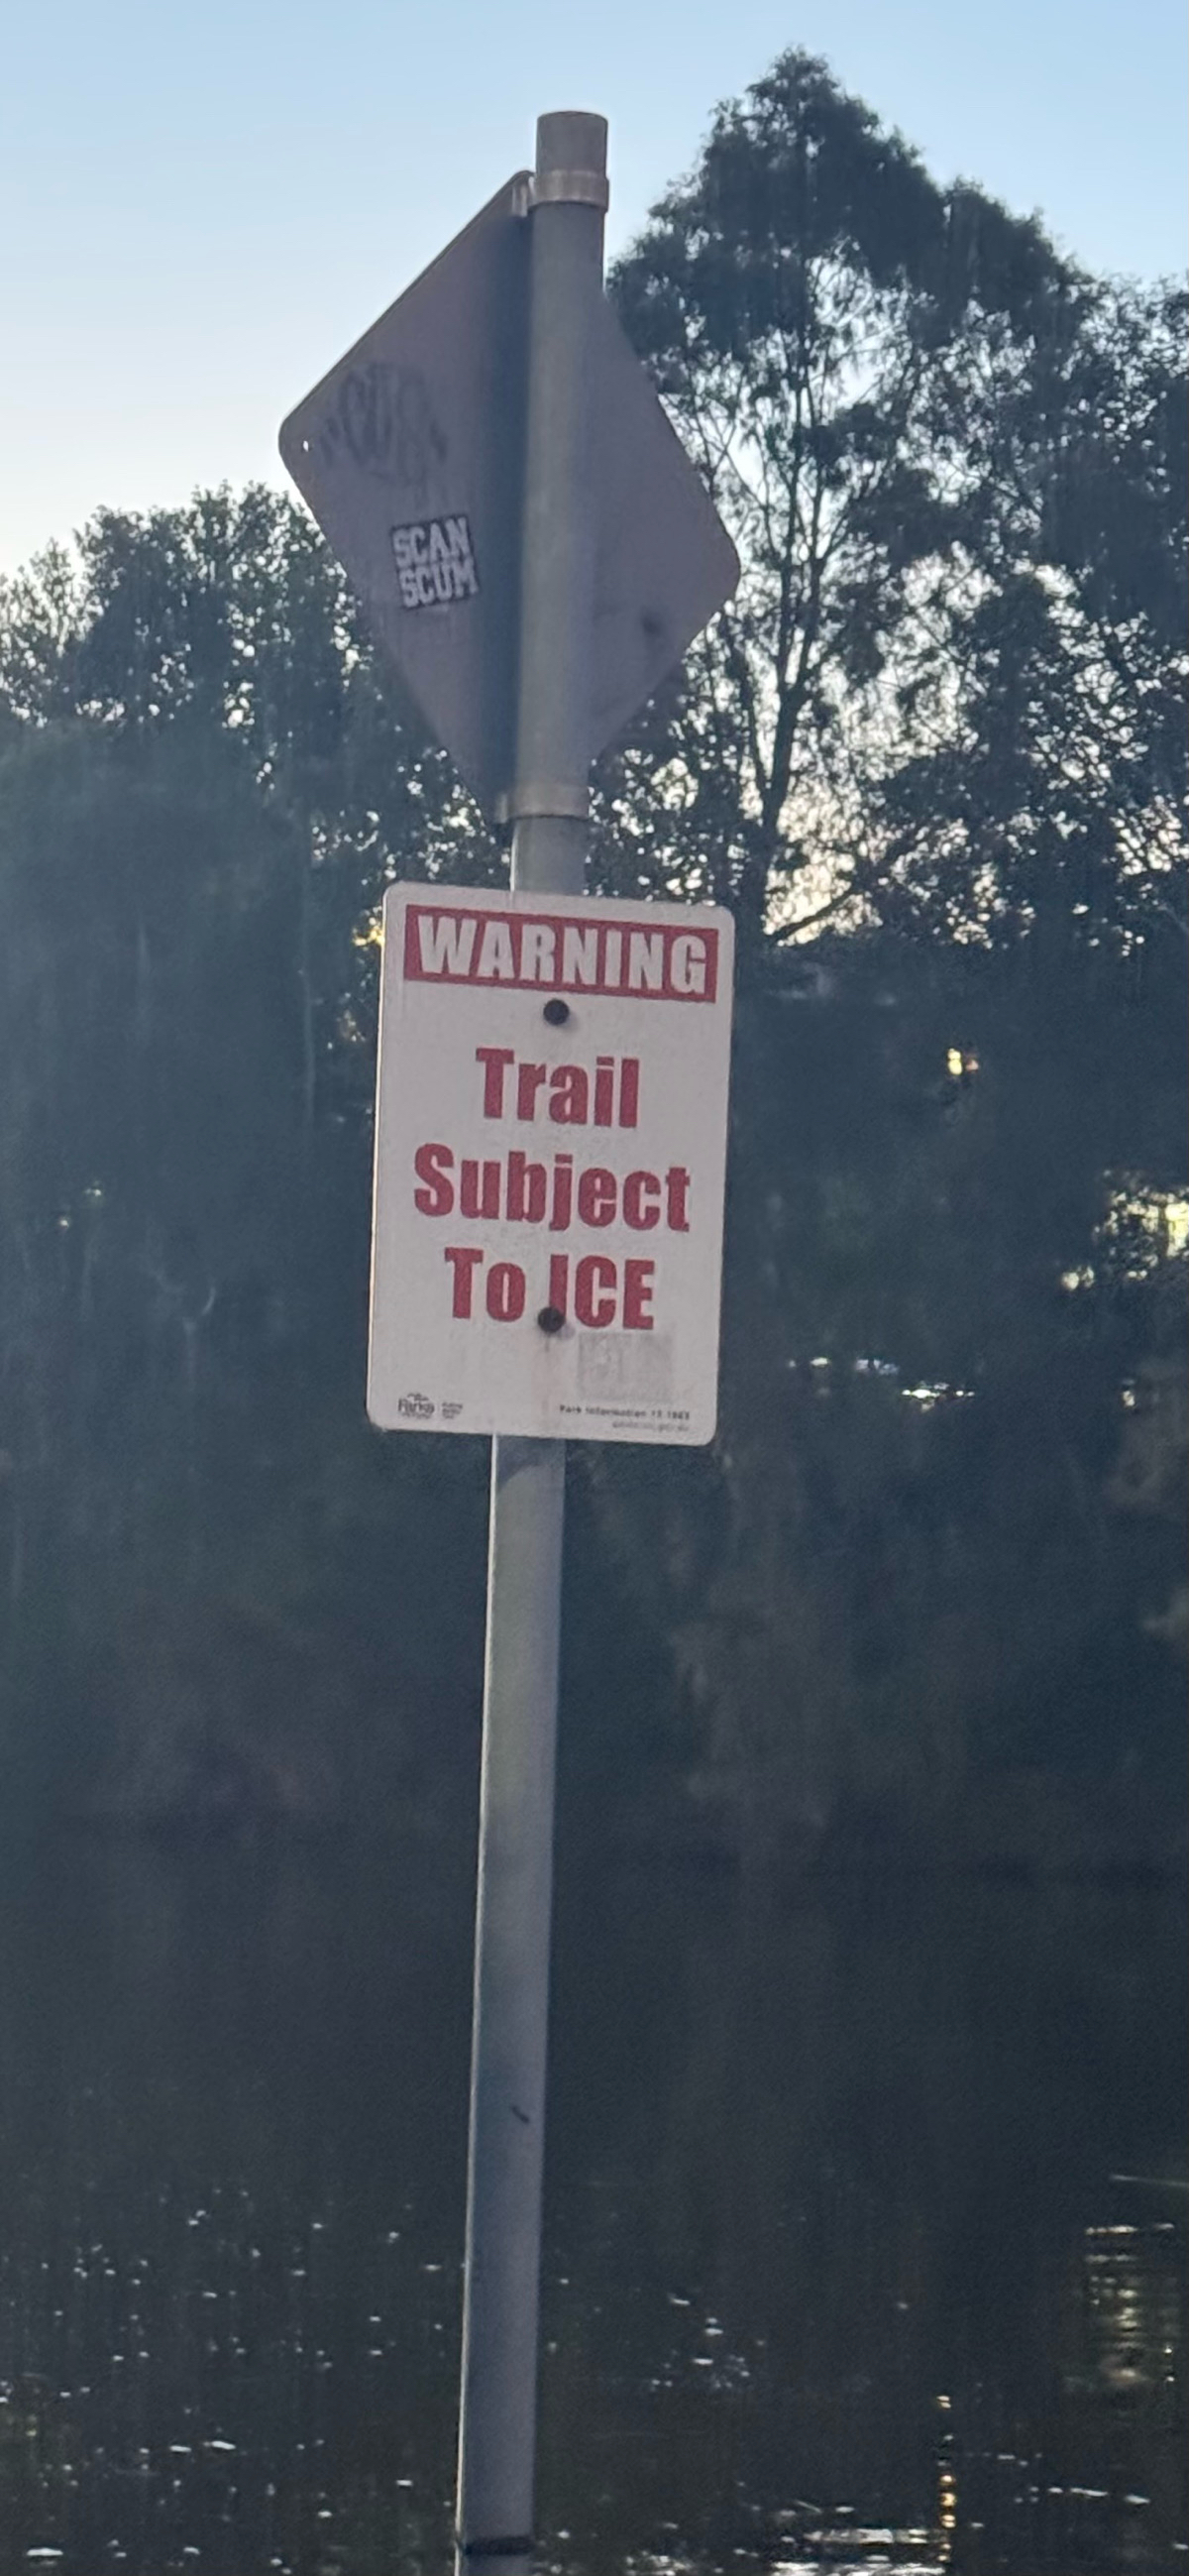 SCAN
SCUM
WARNING
Trail
Subject
To ICE
Parks
Park Information 13 1963